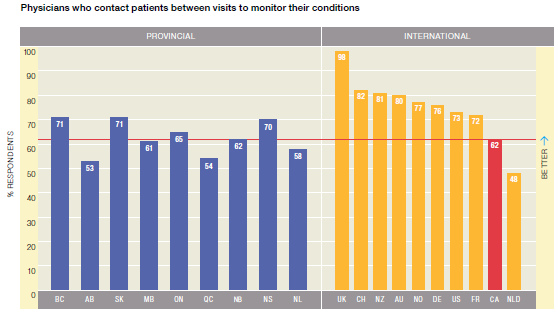 Physicians who contact patients between visits to monitor their conditions
PROVINCIAL INTERNATIONAL
% RESPONDENTS
100
90
80
70
60
50
40
30
20
10
0
71 53 71 61 65 54 62 70 58 98 82 81 80 77 76 73 72 62 48
BC AB SK MB ON QC NB NS NL UK CH NZ AU NO DE US FR CA NLD
BETTER →